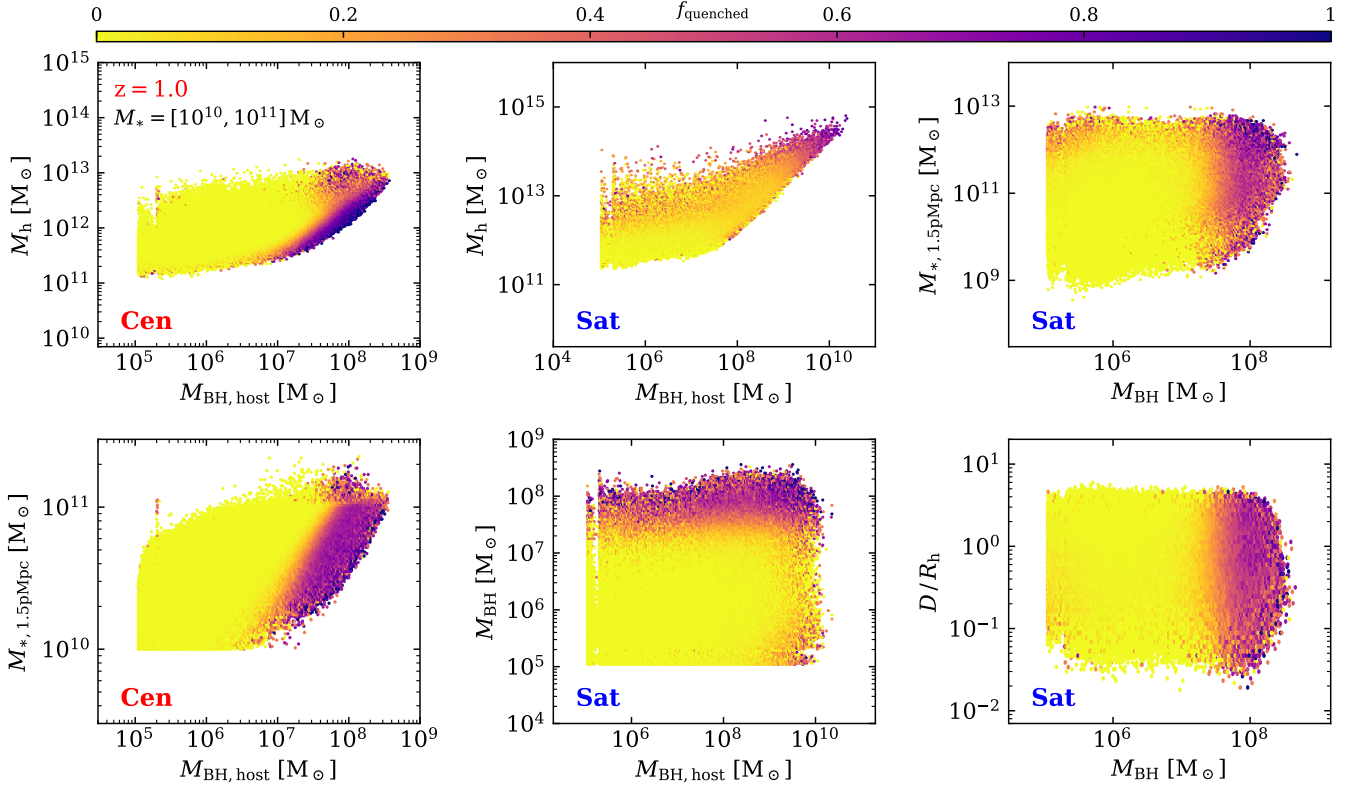 0 0.2 0.4 f_quenched 0.6 0.8 1
10^15 10^14 10^13 10^12 10^11 10^10
M_h [M_⊙]
z = 1.0
M_* = [10^10, 10^11] M_⊙
Cen
10^5 10^6 10^7 10^8 10^9
M_BH, host [M_⊙]
10^15 10^13 10^11
M_h [M_⊙]
Sat
10^4 10^6 10^8 10^10
M_BH, host [M_⊙]
10^13 10^11 10^9
M_*, 1.5pMpc [M_⊙]
Sat
10^6 10^8
M_BH [M_⊙]
10^11 10^10
M_*, 1.5pMpc [M_⊙]
Cen
10^5 10^6 10^7 10^8 10^9
M_BH, host [M_⊙]
10^9 10^8 10^7 10^6 10^5 10^4
M_BH [M_⊙]
Sat
10^6 10^8 10^10
M_BH, host [M_⊙]
10^1 10^0 10^−1 10^−2
D/R_h
Sat
10^6 10^8
M_BH [M_⊙]